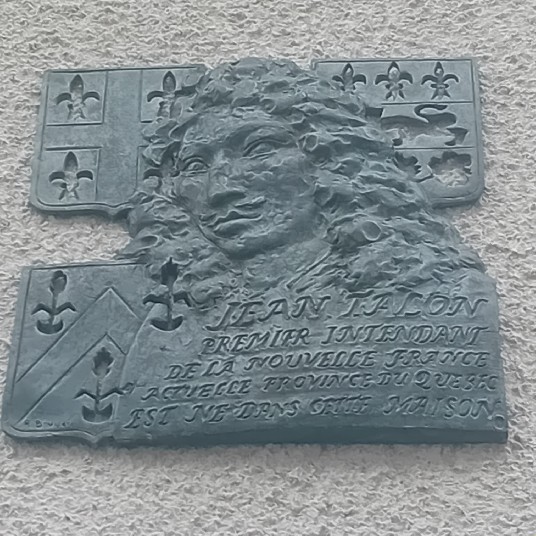 JEAN TALON
PREMIER INTENDANT
DE LA NOUVELLE FRANCE
ACTUELLE PROVINCE DU QUEBEC
EST NE DANS CETTE MAISON